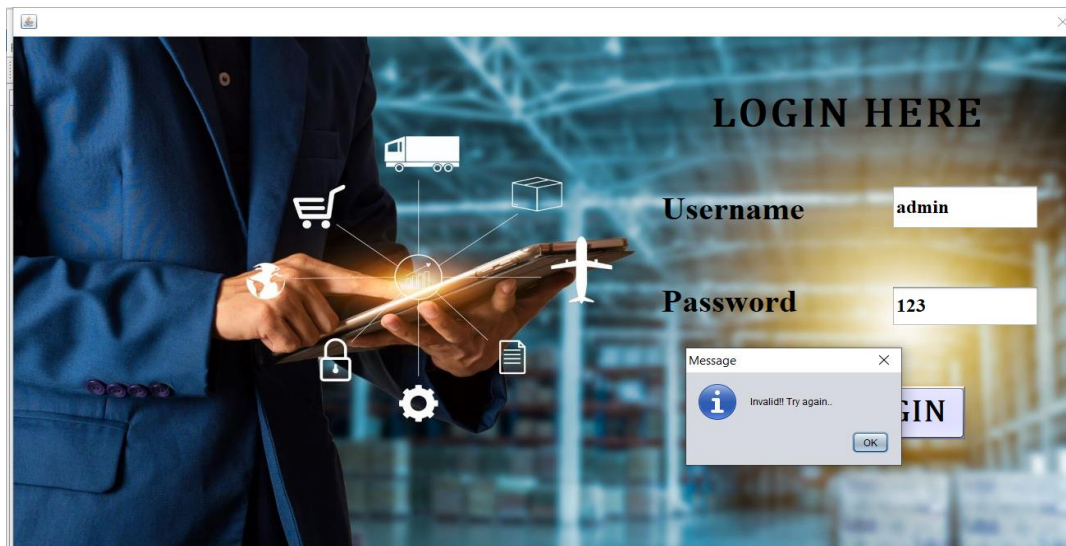 LOGIN HERE
Username
admin
Password
123
Message
Invalid!! Try again..
GIN
OK